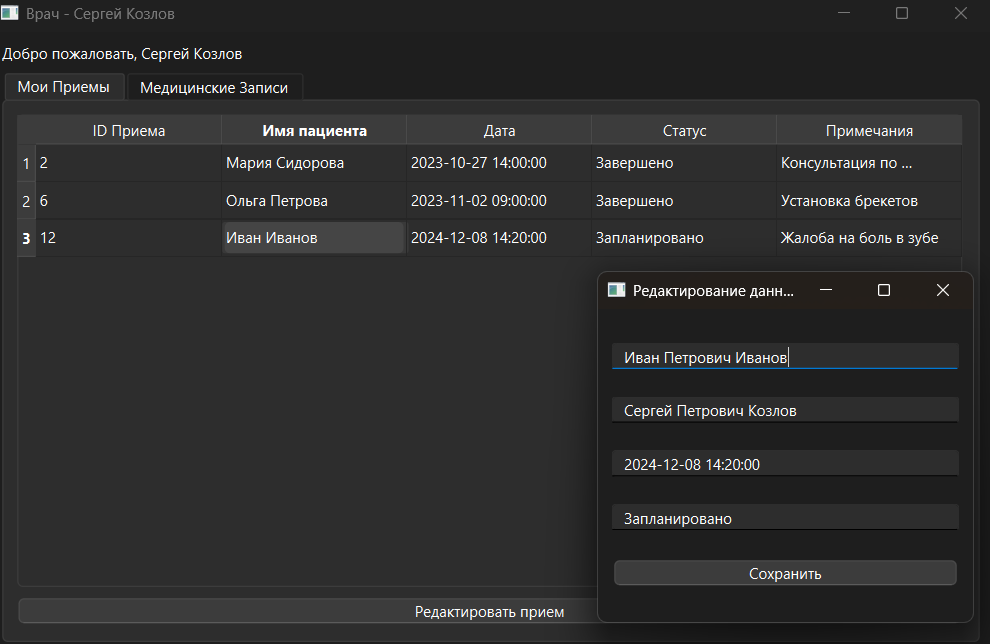 Врач - Сергей Козлов
Добро пожаловать, Сергей Козлов
Мои Приемы Медицинские Записи
ID Приема Имя пациента Дата Статус Примечания
1 2 Мария Сидорова 2023-10-27 14:00:00 Завершено Консультация по ...
2 6 Ольга Петрова 2023-11-02 09:00:00 Завершено Установка брекетов
3 12 Иван Иванов 2024-12-08 14:20:00 Запланировано Жалоба на боль в зубе
Редактирование данн...
Иван Петрович Иванов
Сергей Петрович Козлов
2024-12-08 14:20:00
Запланировано
Сохранить
Редактировать прием